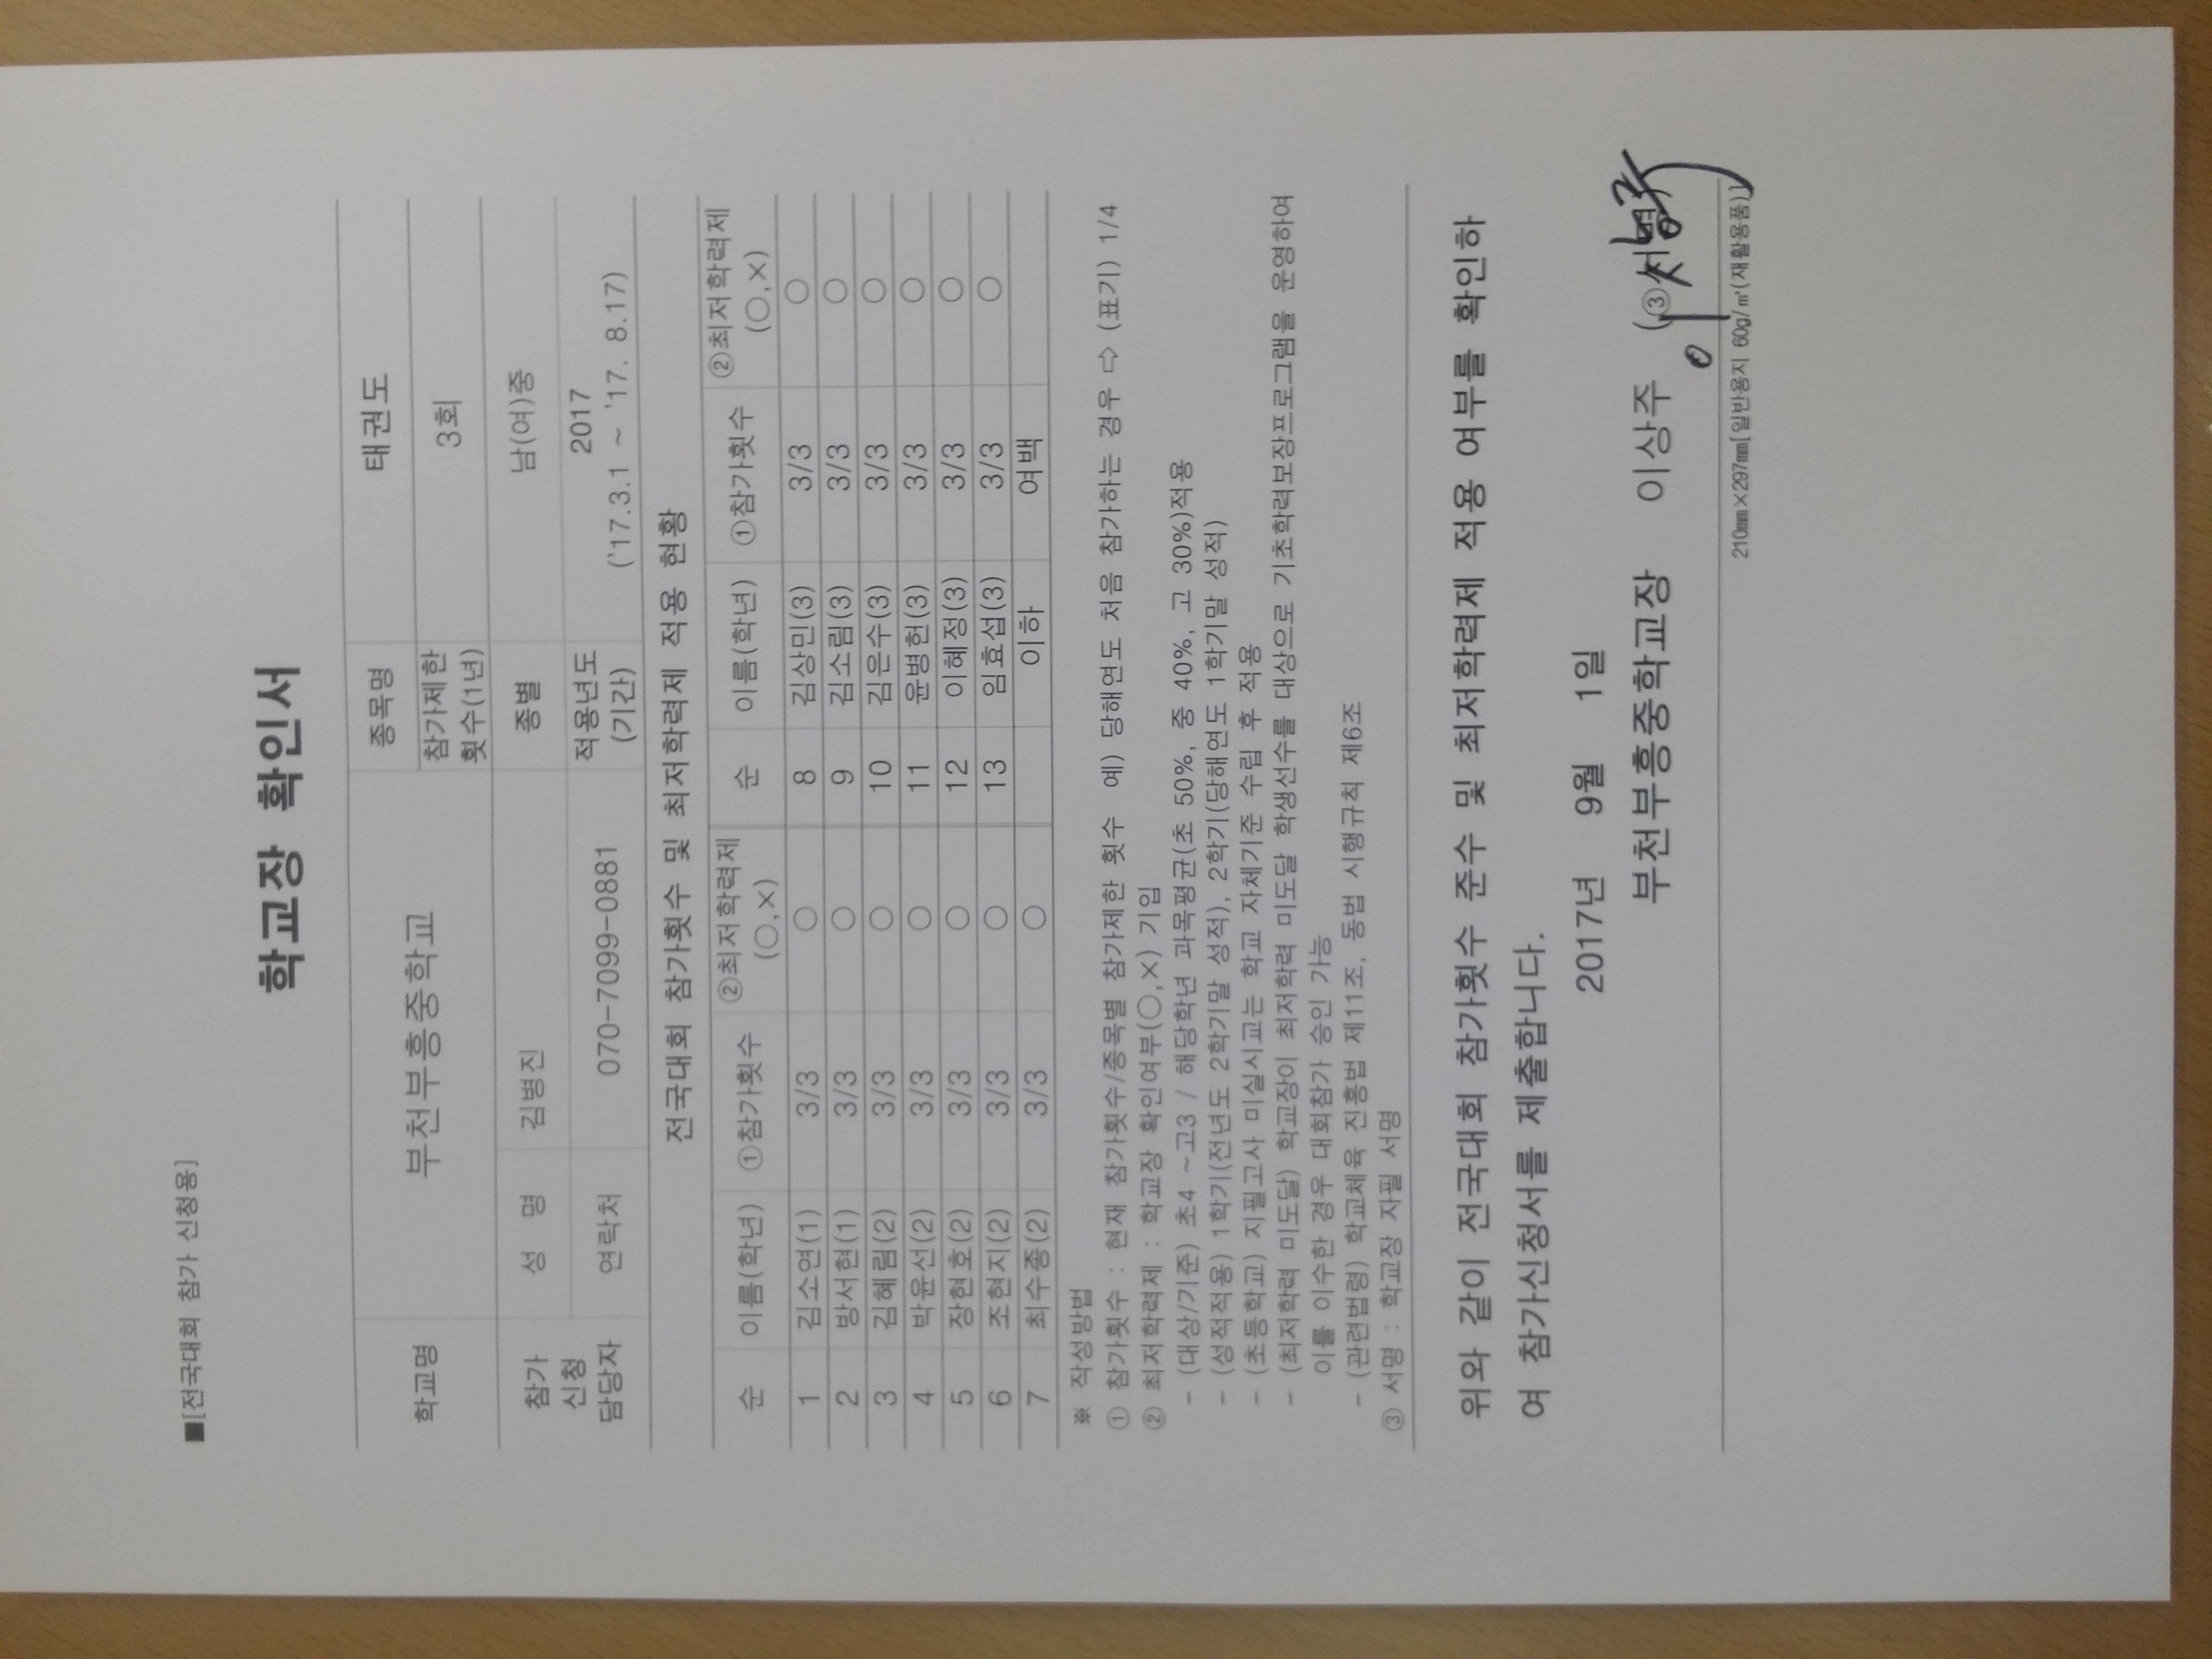 ■[전국대회 참가 신청용]
학교장 확인서
학교명 부천부흥중학교 종목명 태권도
참가제한 횟수(1년) 3회
참가 신청 담당자 성 명 김병진 종별 남(여)중
연락처 070-7099-0881 적용년도 (기간) 2017 ('17.3.1 ~ '17. 8.17)
전국대회 참가횟수 및 최저학력제 적용 현황
순 이름(학년) ①참가횟수 ②최저학력제 (○,×) 순 이름(학년) ①참가횟수 ②최저학력제 (○,×)
1 김소연(1) 3/3 ○ 8 김상민(3) 3/3 ○
2 방서현(1) 3/3 ○ 9 김소림(3) 3/3 ○
3 김혜림(2) 3/3 ○ 10 김은수(3) 3/3 ○
4 박윤선(2) 3/3 ○ 11 윤병헌(3) 3/3 ○
5 장현호(2) 3/3 ○ 12 이혜정(3) 3/3 ○
6 조현지(2) 3/3 ○ 13 임효섭(3) 3/3 ○
7 최수종(2) 3/3 ○ 이하 여백
※ 작성방법
① 참가횟수 : 현재 참가횟수/종목별 참가제한 횟수 예) 당해연도 처음 참가하는 경우 ⇨ (표기) 1/4
② 최저학력제 : 학교장 확인여부(○,×) 기입
- (대상/기준) 초4 ~고3 / 해당학년 과목평균(초 50%, 중 40%, 고 30%)적용
- (성적적용) 1학기(전년도 2학기말 성적), 2학기(당해연도 1학기말 성적)
- (초등학교) 지필고사 미실시교는 학교 자체기준 수립 후 적용
- (최저학력 미도달) 학교장이 최저학력 미도달 학생선수를 대상으로 기초학력보장프로그램을 운영하여
이를 이수한 경우 대회참가 승인 가능
- (관련법령) 학교체육 진흥법 제11조, 동법 시행규칙 제6조
③ 서명 : 학교장 자필 서명
위와 같이 전국대회 참가횟수 준수 및 최저학력제 적용 여부를 확인하
여 참가신청서를 제출합니다.
2017년 9월 1일
부천부흥중학교장 이상주 (③서명)
210㎜×297㎜[일반용지 60g/㎡(재활용품)]